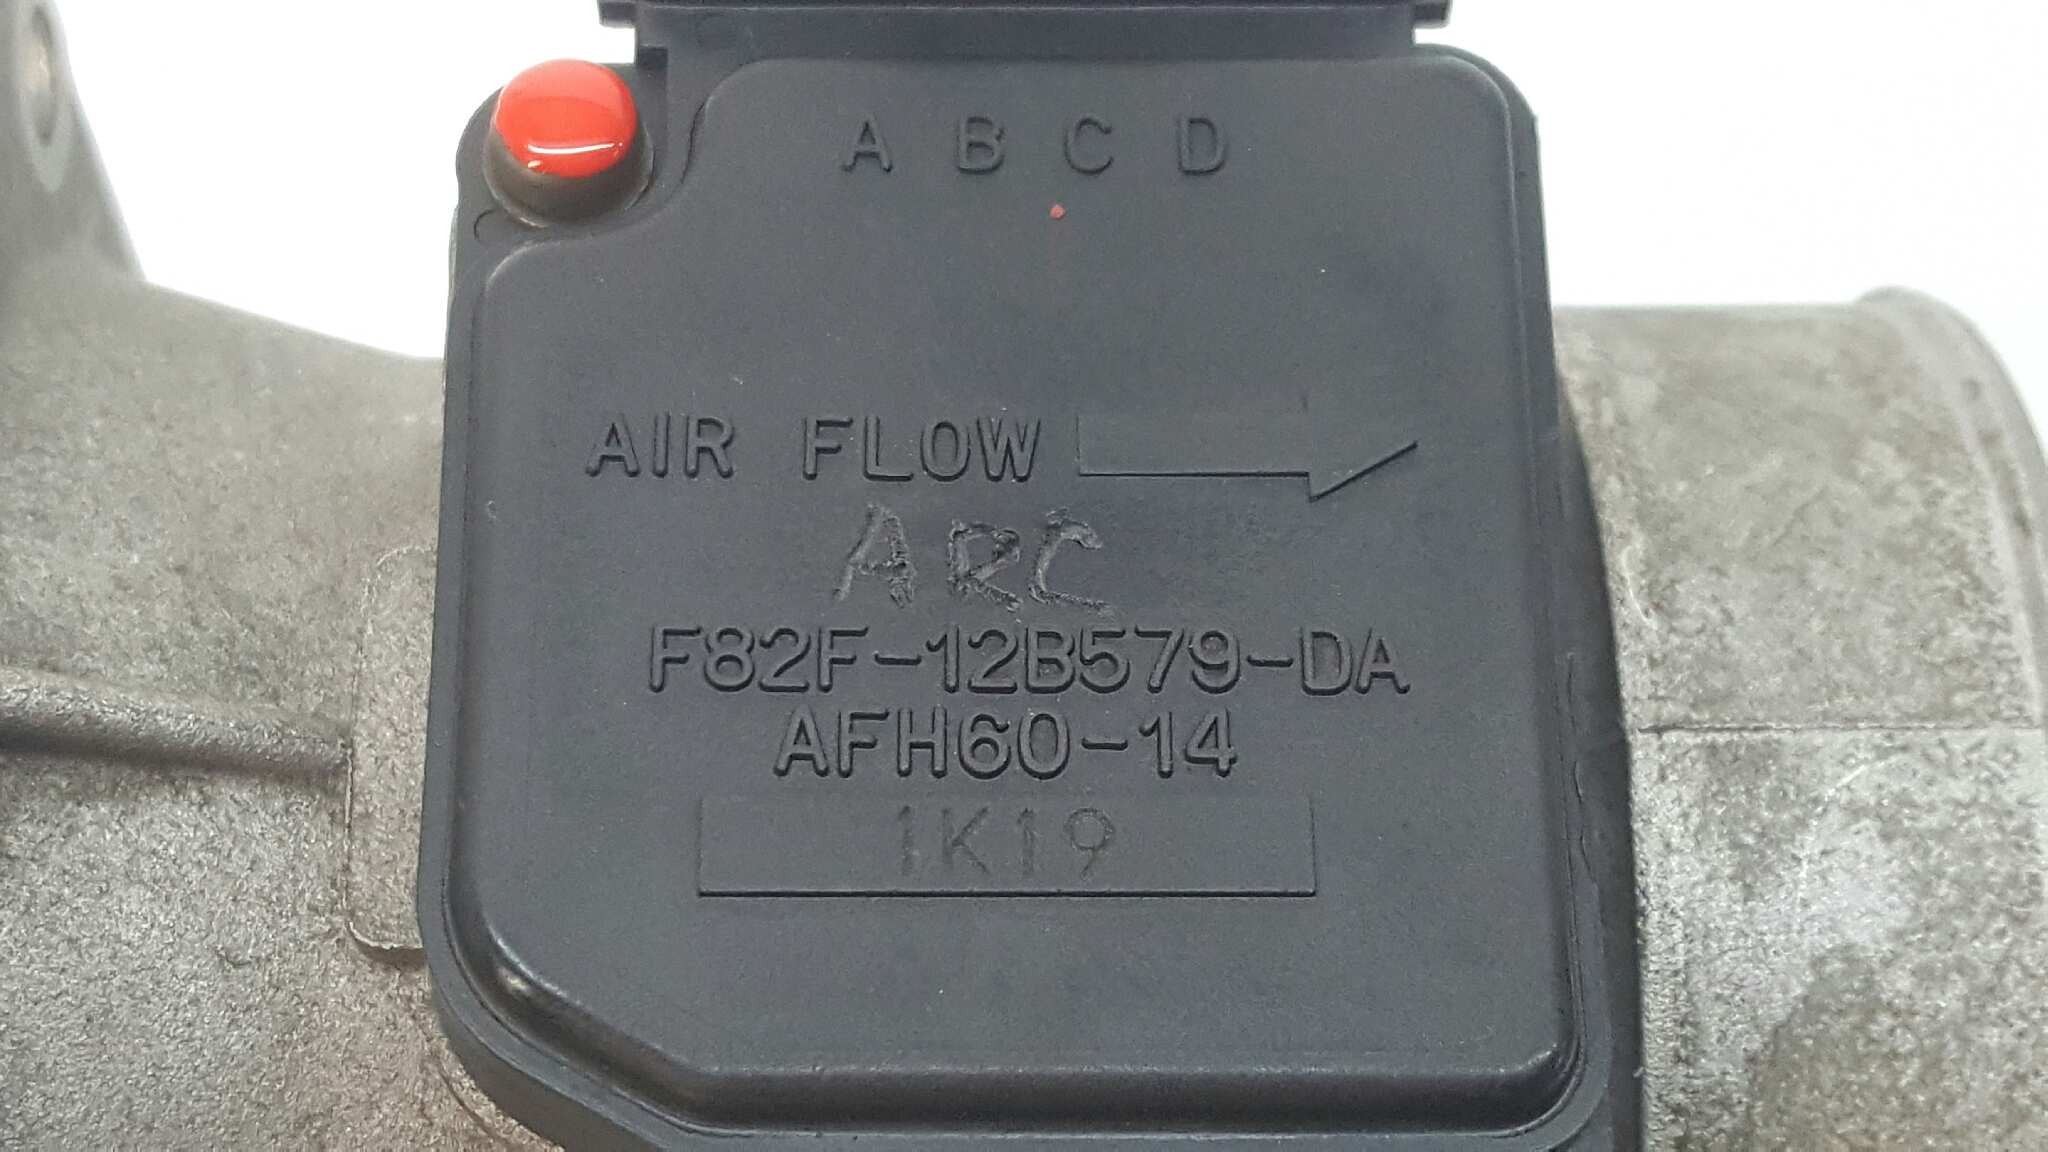 A B C D
AIR FLOW
ARC
F82F-12B579-DA
AFH60-14
1K19